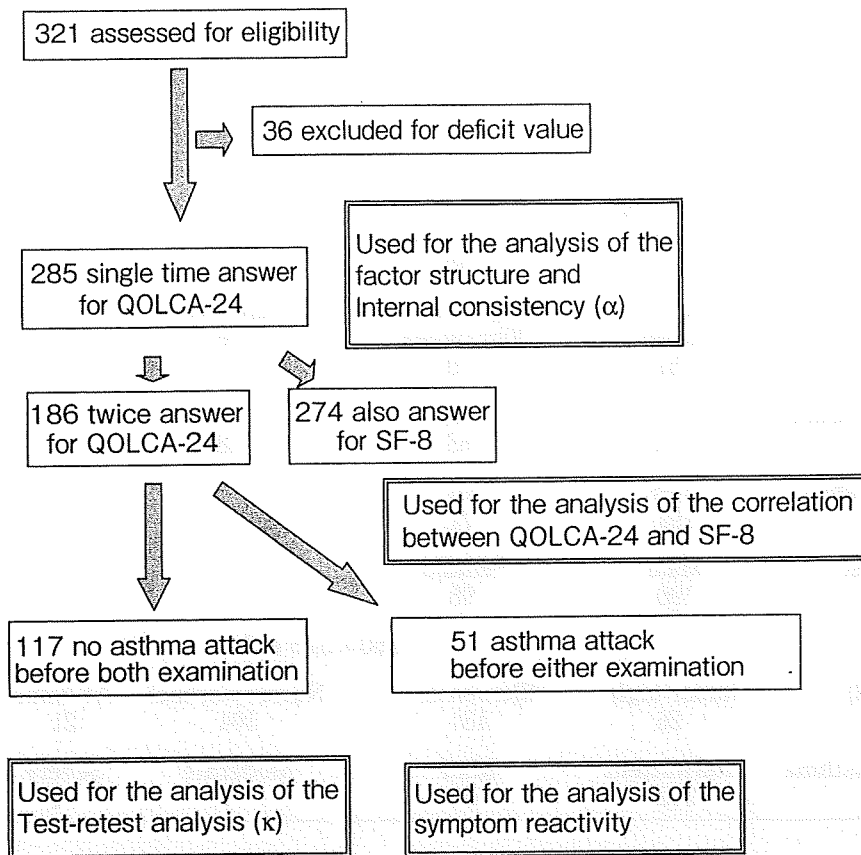 321 assessed for eligibility
36 excluded for deficit value
285 single time answer
for QOLCA-24
Used for the analysis of the
factor structure and
Internal consistency (α)
186 twice answer
for QOLCA-24
274 also answer
for SF-8
Used for the analysis of the correlation
between QOLCA-24 and SF-8
117 no asthma attack
before both examination
51 asthma attack
before either examination
Used for the analysis of the
Test-retest analysis (κ)
Used for the analysis of the
symptom reactivity